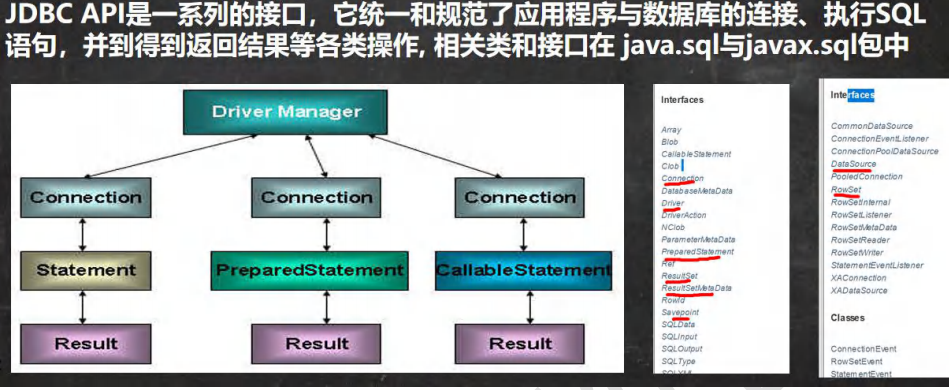 JDBC API是一系列的接口，它统一和规范了应用程序与数据库的连接、执行SQL
语句，并到得到返回结果等各类操作, 相关类和接口在 java.sql与javax.sql包中
Driver Manager
Connection
Connection
Connection
Statement
PreparedStatement
CallableStatement
Result
Result
Result
Interfaces
Array
Blob
CallableStatement
Clob
Connection
DatabaseMetaData
Driver
DriverAction
NClob
ParameterMetaData
PreparedStatement
Ref
ResultSet
ResultSetMetaData
RowId
Savepoint
SQLData
SQLInput
SQLOutput
SQLType
SQLXML
Interfaces
CommonDataSource
ConnectionEventListener
ConnectionPoolDataSource
DataSource
PooledConnection
RowSet
RowSetInternal
RowSetListener
RowSetMetaData
RowSetReader
RowSetWriter
StatementEventListener
XAConnection
XADataSource
Classes
ConnectionEvent
RowSetEvent
StatementEvent